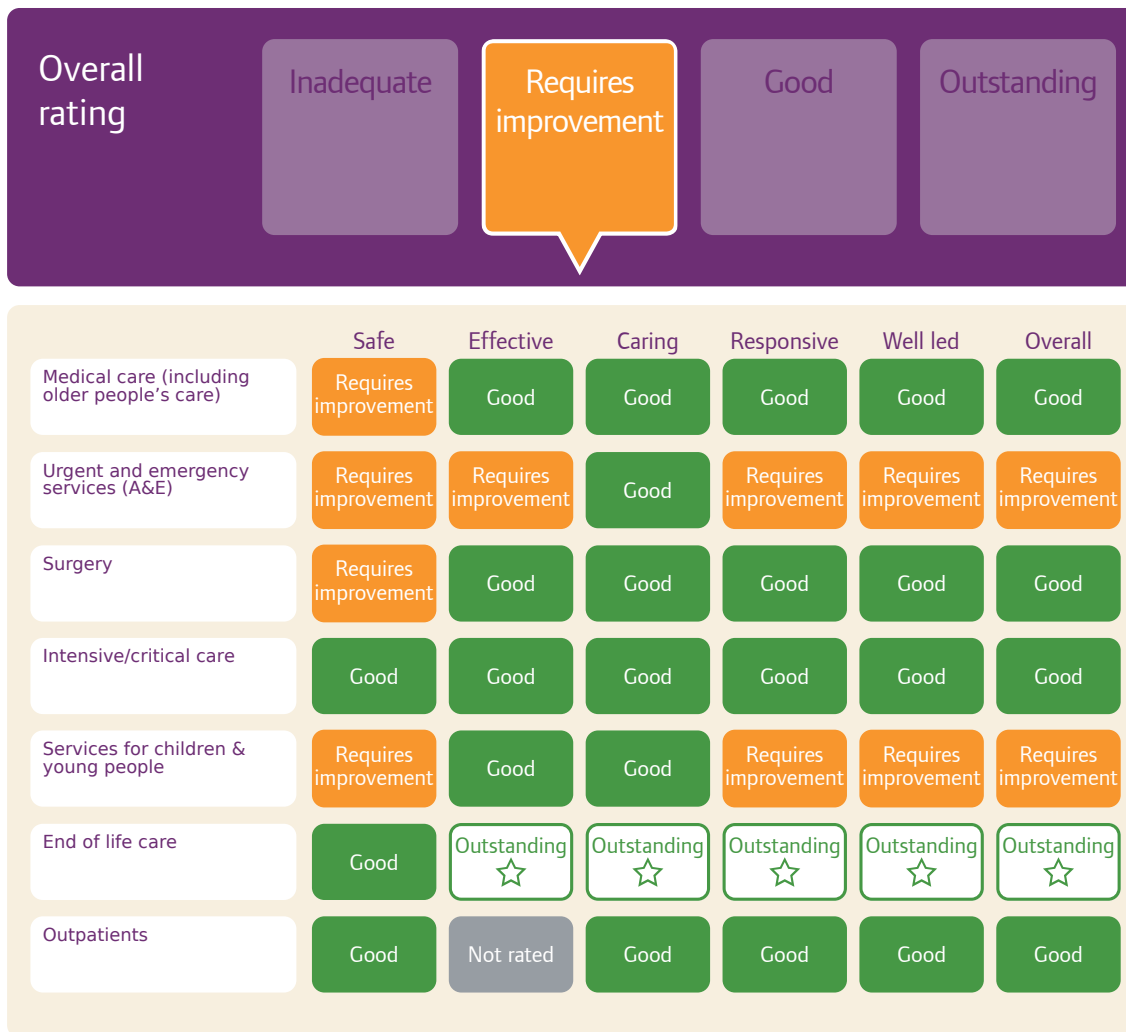 Overall
rating
Inadequate
Requires
improvement
Good
Outstanding
Safe Effective Caring Responsive Well led Overall
Medical care (including
older people's care)
Requires
improvement
Good
Good
Good
Good
Good
Urgent and emergency
services (A&E)
Requires
improvement
Requires
improvement
Good
Requires
improvement
Requires
improvement
Requires
improvement
Surgery
Requires
improvement
Good
Good
Good
Good
Good
Intensive/critical care
Good
Good
Good
Good
Good
Good
Services for children &
young people
Requires
improvement
Good
Good
Requires
improvement
Requires
improvement
Requires
improvement
End of life care
Good
Outstanding
Outstanding
Outstanding
Outstanding
Outstanding
Outpatients
Good
Not rated
Good
Good
Good
Good